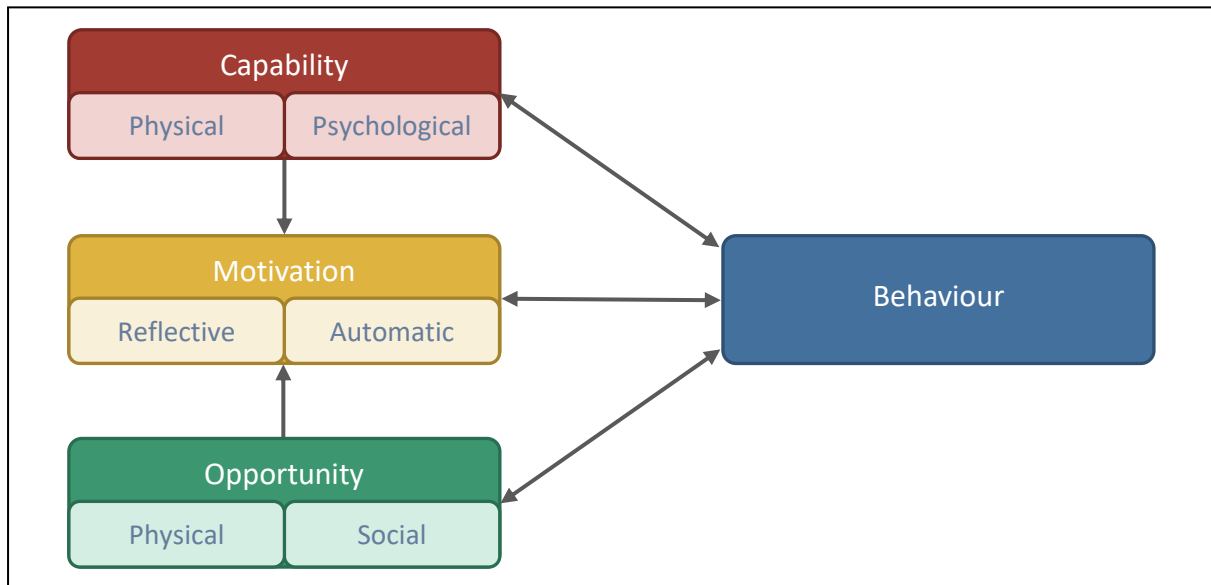 Capability
Physical Psychological
Motivation
Reflective Automatic
Behaviour
Opportunity
Physical Social